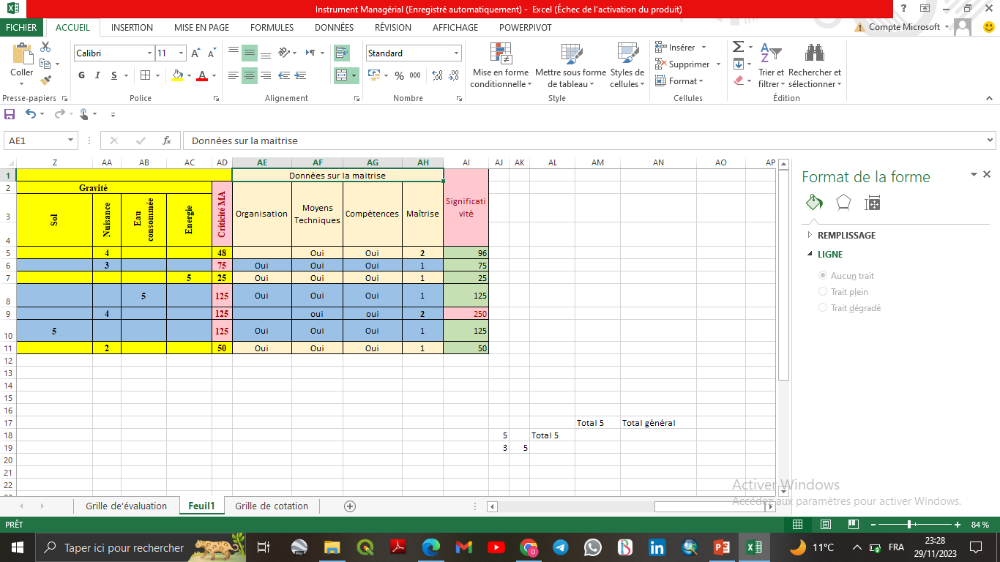 Instrument Managérial (Enregistré automatiquement) - Excel (Échec de l'activation du produit)
FICHIER ACCUEIL INSERTION MISE EN PAGE FORMULES DONNÉES RÉVISION AFFICHAGE POWERPIVOT Compte Microsoft
Coller
Calibri 11
G I S
Standard
% 000
Mise en forme conditionnelle
Mettre sous forme de tableau
Styles de cellules
Insérer
Supprimer
Format
Trier et filtrer
Rechercher et sélectionner
Presse-papiers Police Alignement Nombre Style Cellules Édition
AE1 fx Données sur la maitrise
Z AA AB AC AD AE AF AG AH AI AJ AK AL AM AN AO AP
1 Données sur la maitrise
2 Gravité
3 Sol Nuisance Eau consommée Energie Criticité MA Organisation Moyens Techniques Compétences Maîtrise Significativité
4
5 4 48 Oui Oui 2 96
6 3 75 Oui Oui Oui 1 75
7 5 25 Oui Oui Oui 1 25
8 5 125 Oui Oui Oui 1 125
9 4 125 oui oui 2 250
10 5 125 Oui Oui Oui 1 125
11 2 50 Oui Oui Oui 1 50
12
13
14
15
16
17 Total 5 Total général
18 5 Total 5
19 3 5
20
21
22
Format de la forme
REMPLISSAGE
LIGNE
Aucun trait
Trait plein
Trait dégradé
Activer Windows
Accédez aux paramètres pour activer Windows.
Grille de'évaluation Feuil1 Grille de cotation
PRÊT 84 %
Taper ici pour rechercher
11°C FRA 23:28
29/11/2023